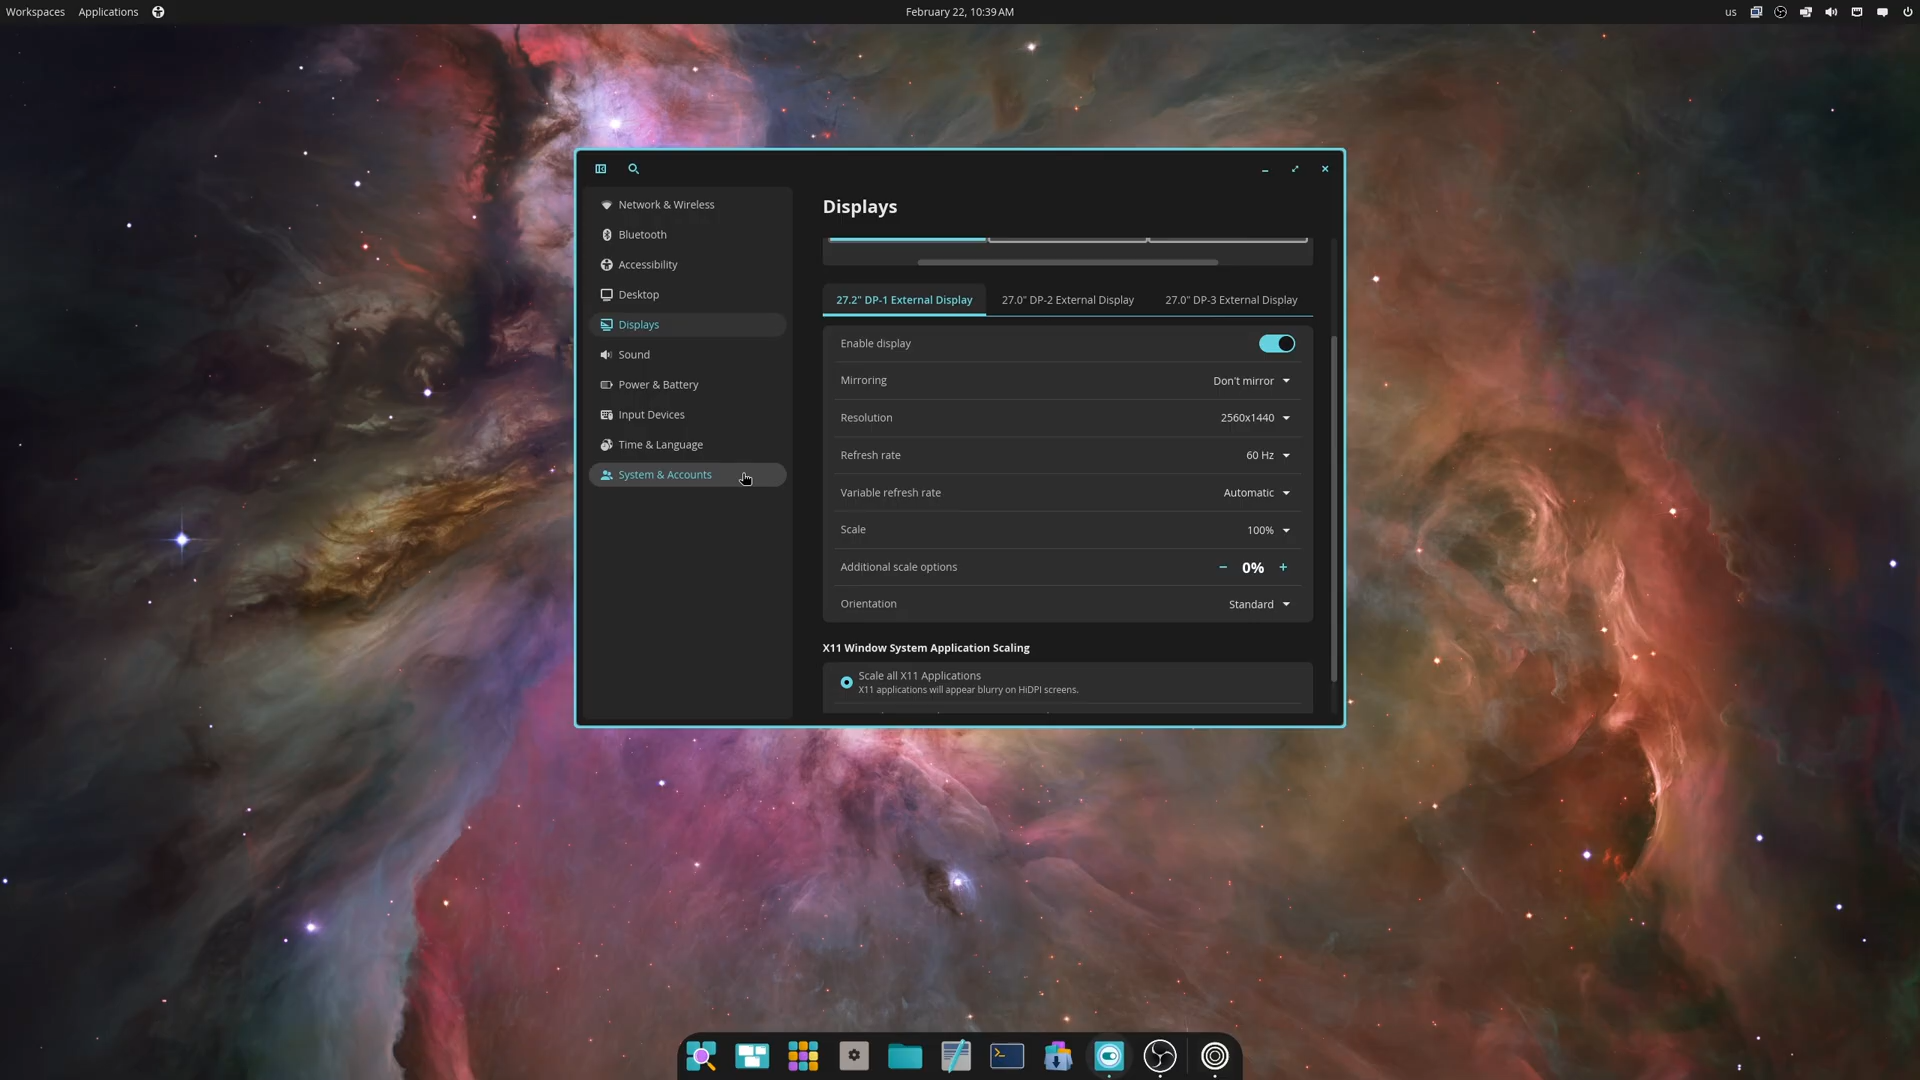 Workspaces Applications February 22, 10:39 AM us
Network & Wireless
Bluetooth
Accessibility
Desktop
Displays
Sound
Power & Battery
Input Devices
Time & Language
System & Accounts
Displays
27.2" DP-1 External Display 27.0" DP-2 External Display 27.0" DP-3 External Display
Enable display
Mirroring Don't mirror
Resolution 2560x1440
Refresh rate 60 Hz
Variable refresh rate Automatic
Scale 100%
Additional scale options − 0% +
Orientation Standard
X11 Window System Application Scaling
Scale all X11 Applications
X11 applications will appear blurry on HiDPI screens.